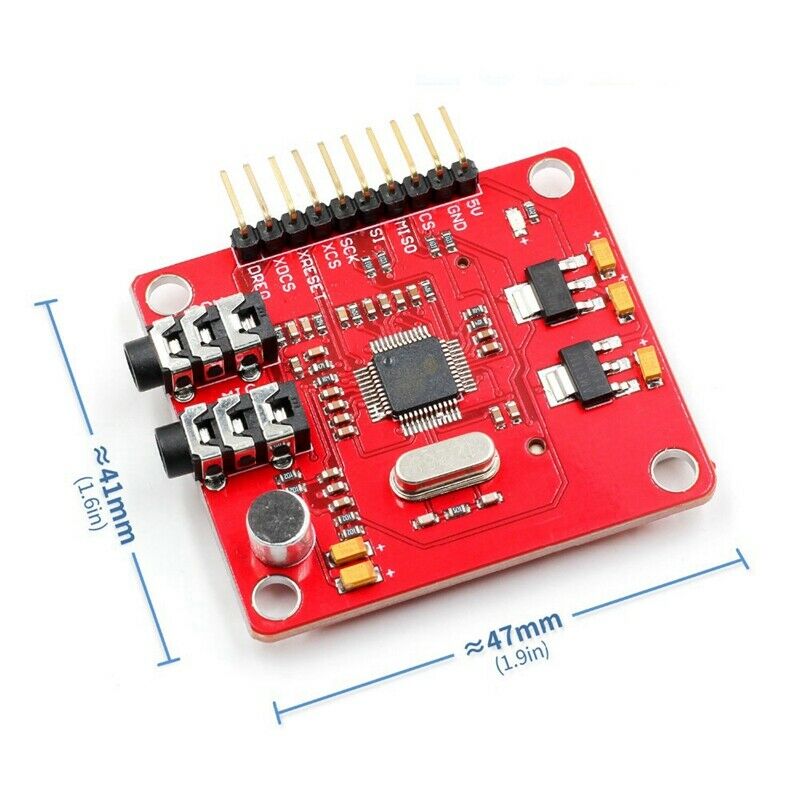 5V
GND
CS
MISO
SI
SCK
XCS
XRESET
XDCS
DREQ
≈41mm
(1.6in)
≈47mm
(1.9in)